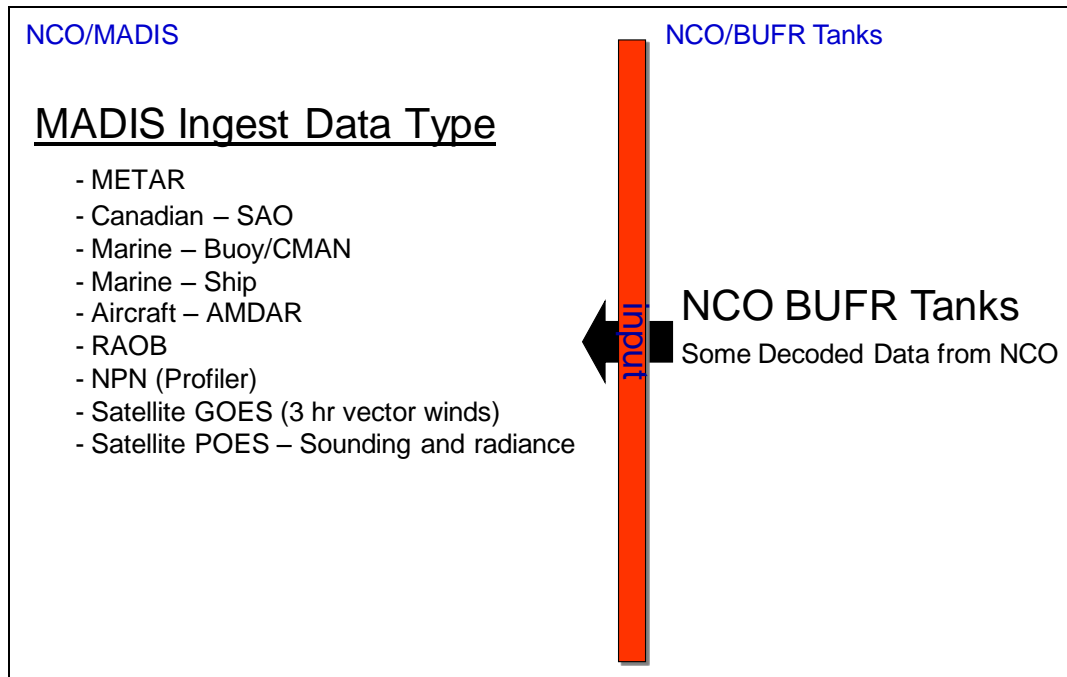 NCO/MADIS
NCO/BUFR Tanks
MADIS Ingest Data Type
- METAR
- Canadian – SAO
- Marine – Buoy/CMAN
- Marine – Ship
- Aircraft – AMDAR
- RAOB
- NPN (Profiler)
- Satellite GOES (3 hr vector winds)
- Satellite POES – Sounding and radiance
input
NCO BUFR Tanks
Some Decoded Data from NCO